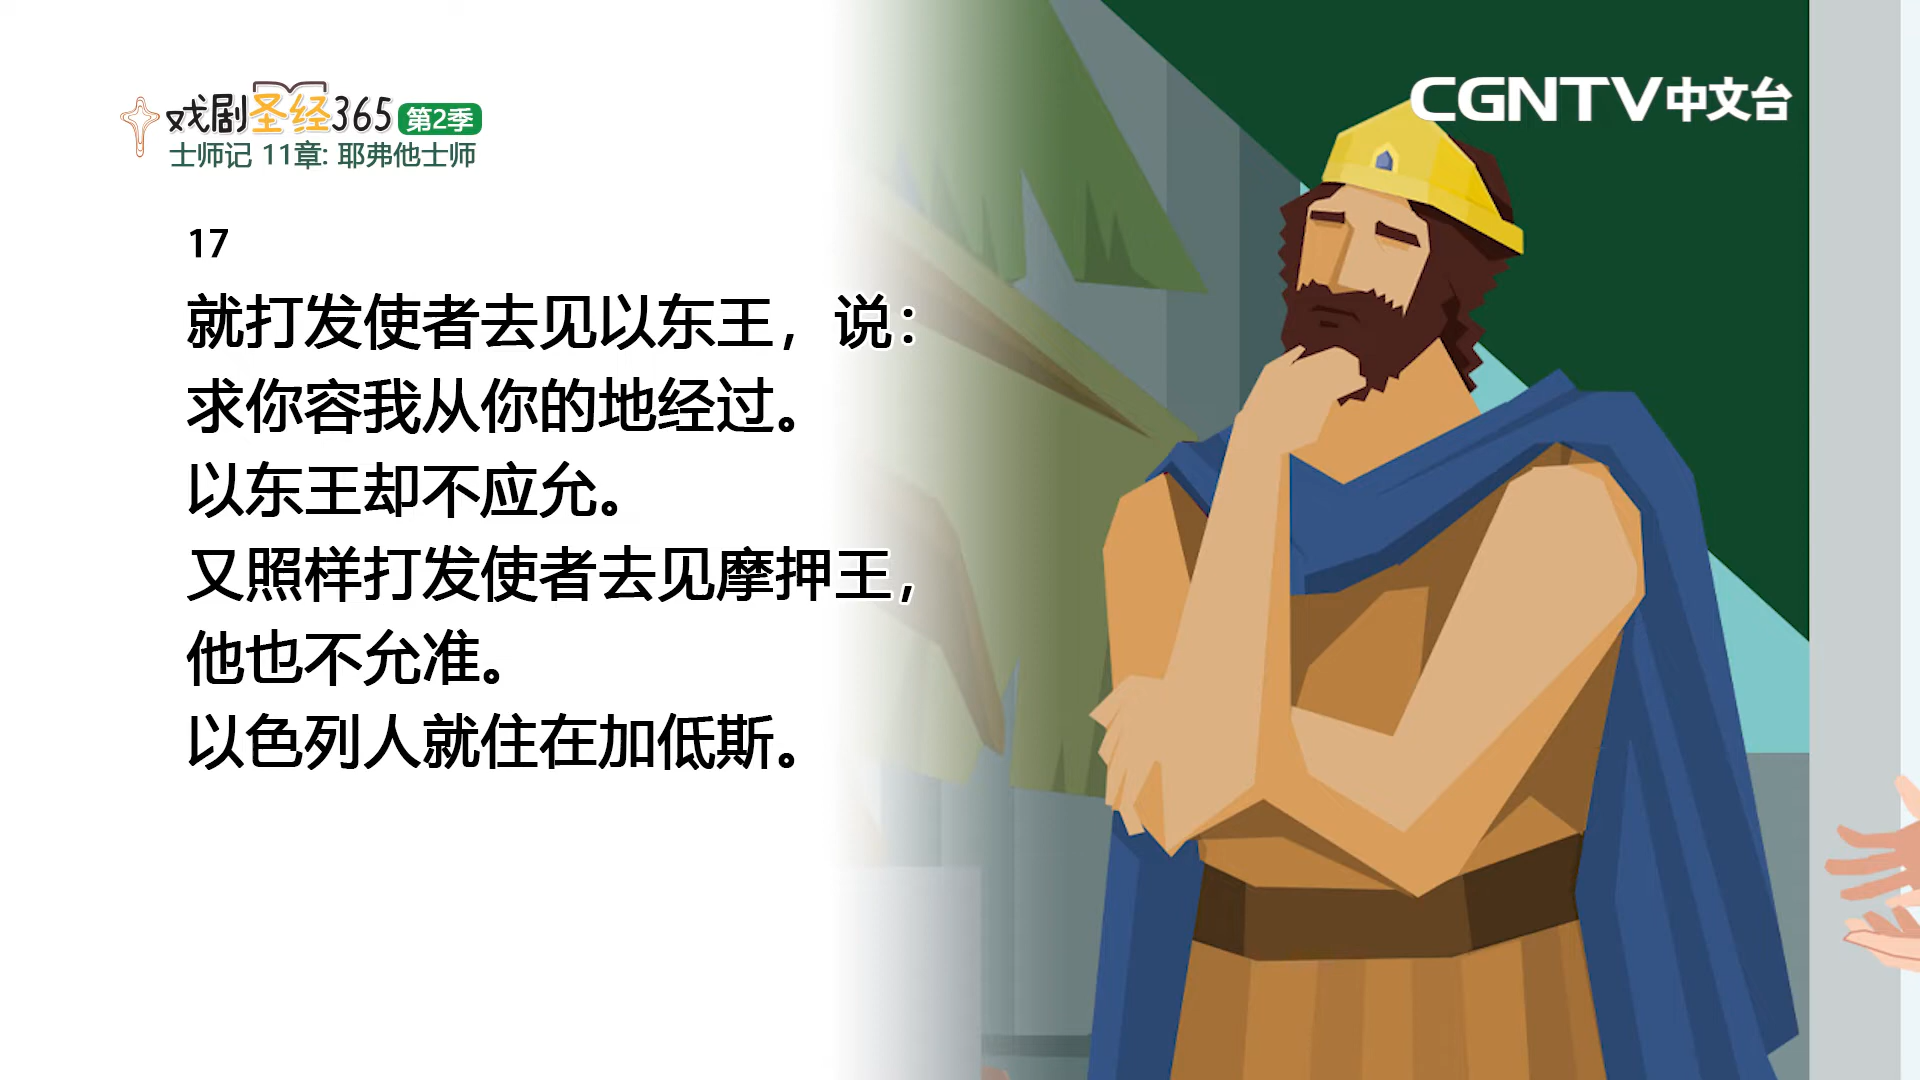 戏剧圣经365 第2季
士师记 11章: 耶弗他士师
CGNTV中文台
17
就打发使者去见以东王，说：
求你容我从你的地经过。
以东王却不应允。
又照样打发使者去见摩押王，
他也不允准。
以色列人就住在加低斯。